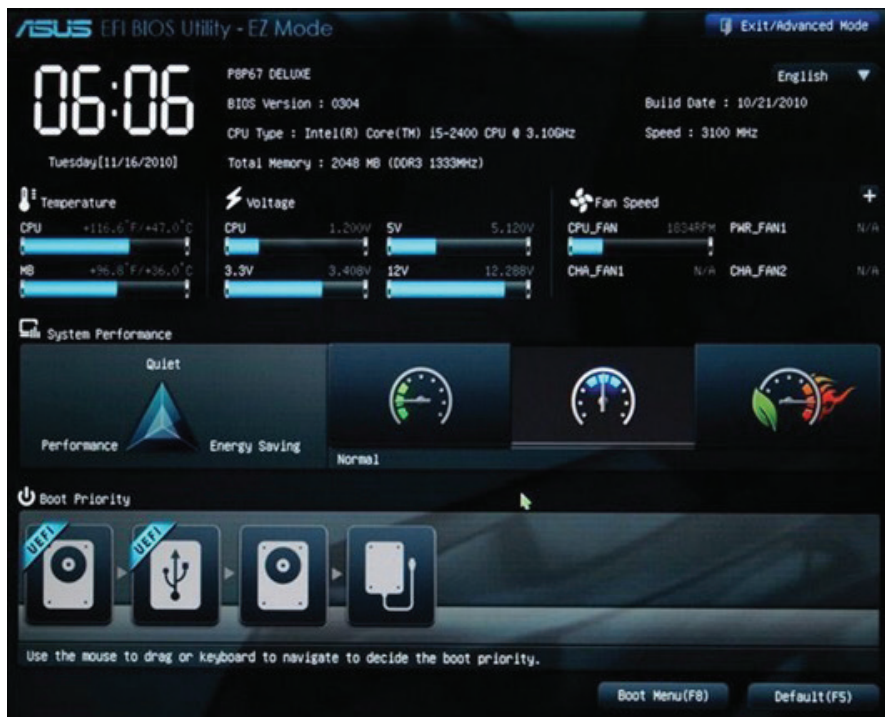 ASUS EFI BIOS Utility - EZ Mode
Exit/Advanced Mode
06:06
Tuesday[11/16/2010]
P8P67 DELUXE
English
BIOS Version : 0304
Build Date : 10/21/2010
CPU Type : Intel(R) Core(TM) i5-2400 CPU @ 3.10GHz
Speed : 3100 MHz
Total Memory : 2048 MB (DDR3 1333MHz)
Temperature
CPU +116.6°F/+47.0°C
MB +96.8°F/+36.0°C
Voltage
CPU 1.200V 5V 5.120V
3.3V 3.408V 12V 12.288V
Fan Speed
+
CPU_FAN 1834RPM PWR_FAN1 N/A
CHA_FAN1 N/A CHA_FAN2 N/A
System Performance
Quiet
Performance
Energy Saving
Normal
Boot Priority
UEFI
UEFI
Use the mouse to drag or keyboard to navigate to decide the boot priority.
Boot Menu(F8)
Default(F5)